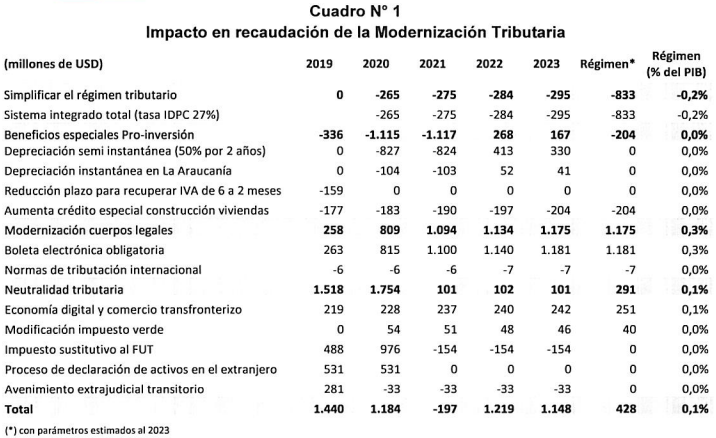 Cuadro N° 1
Impacto en recaudación de la Modernización Tributaria
(millones de USD) 2019 2020 2021 2022 2023 Régimen* Régimen (% del PIB)
Simplificar el régimen tributario 0 -265 -275 -284 -295 -833 -0,2%
Sistema integrado total (tasa IDPC 27%) -265 -275 -284 -295 -833 -0,2%
Beneficios especiales Pro-inversión -336 -1.115 -1.117 268 167 -204 0,0%
Depreciación semi instantánea (50% por 2 años) 0 -827 -824 413 330 0 0,0%
Depreciación instantánea en La Araucanía 0 -104 -103 52 41 0 0,0%
Reducción plazo para recuperar IVA de 6 a 2 meses -159 0 0 0 0 0 0,0%
Aumenta crédito especial construcción viviendas -177 -183 -190 -197 -204 -204 0,0%
Modernización cuerpos legales 258 809 1.094 1.134 1.175 1.175 0,3%
Boleta electrónica obligatoria 263 815 1.100 1.140 1.181 1.181 0,3%
Normas de tributación internacional -6 -6 -6 -7 -7 -7 0,0%
Neutralidad tributaria 1.518 1.754 101 102 101 291 0,1%
Economía digital y comercio transfronterizo 219 228 237 240 242 251 0,1%
Modificación impuesto verde 0 54 51 48 46 40 0,0%
Impuesto sustitutivo al FUT 488 976 -154 -154 -154 0 0,0%
Proceso de declaración de activos en el extranjero 531 531 0 0 0 0 0,0%
Avenimiento extrajudicial transitorio 281 -33 -33 -33 -33 0 0,0%
Total 1.440 1.184 -197 1.219 1.148 428 0,1%
(*) con parámetros estimados al 2023